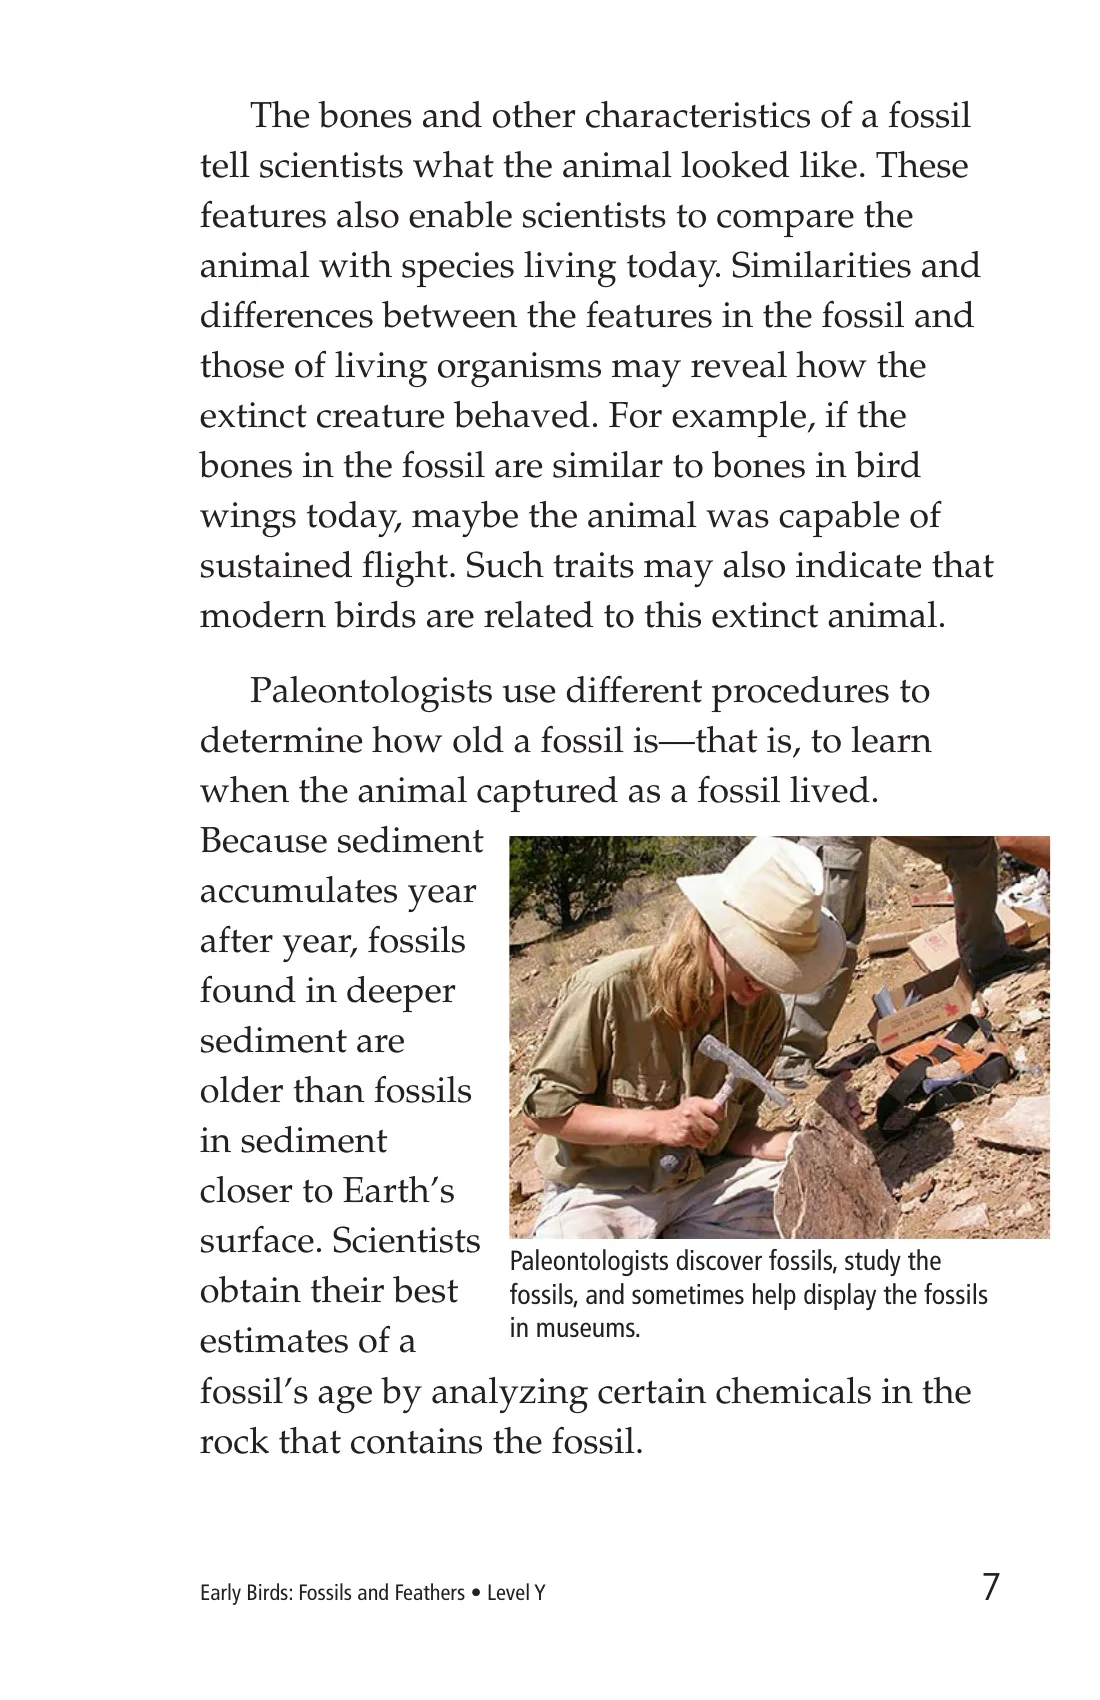 The bones and other characteristics of a fossil
tell scientists what the animal looked like. These
features also enable scientists to compare the
animal with species living today. Similarities and
differences between the features in the fossil and
those of living organisms may reveal how the
extinct creature behaved. For example, if the
bones in the fossil are similar to bones in bird
wings today, maybe the animal was capable of
sustained flight. Such traits may also indicate that
modern birds are related to this extinct animal.
Paleontologists use different procedures to
determine how old a fossil is—that is, to learn
when the animal captured as a fossil lived.
Because sediment
accumulates year
after year, fossils
found in deeper
sediment are
older than fossils
in sediment
closer to Earth’s
surface. Scientists
obtain their best
estimates of a
fossil’s age by analyzing certain chemicals in the
rock that contains the fossil.
Paleontologists discover fossils, study the
fossils, and sometimes help display the fossils
in museums.
Early Birds: Fossils and Feathers • Level Y
7